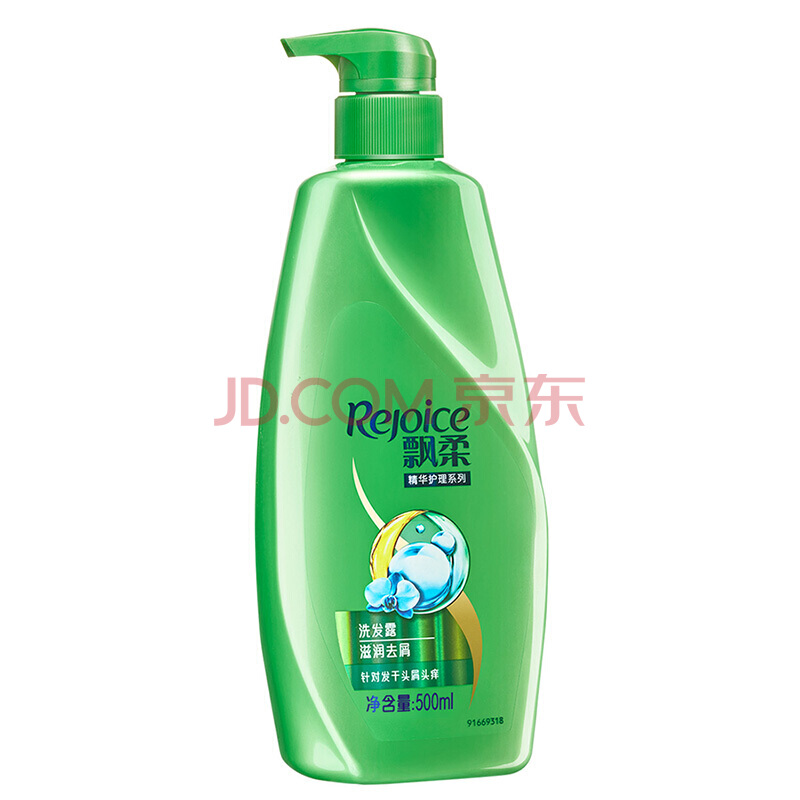 JD.COM 京东
Rejoice
飘柔
精华护理系列
洗发露
滋润去屑
针对发干头屑头痒
净含量:500ml
91669318